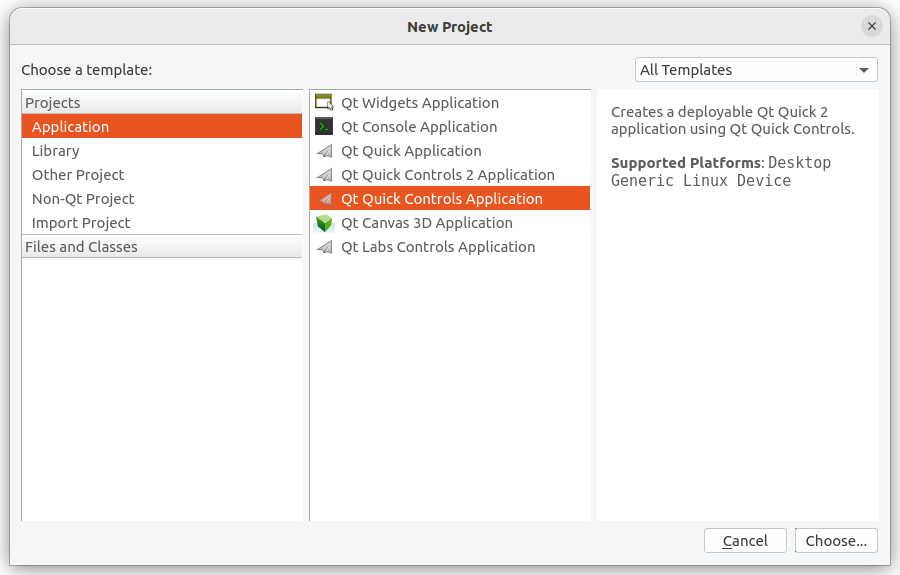 New Project
Choose a template:
All Templates
Projects
Application
Library
Other Project
Non-Qt Project
Import Project
Files and Classes
Qt Widgets Application
Qt Console Application
Qt Quick Application
Qt Quick Controls 2 Application
Qt Quick Controls Application
Qt Canvas 3D Application
Qt Labs Controls Application
Creates a deployable Qt Quick 2
application using Qt Quick Controls.
Supported Platforms: Desktop
Generic Linux Device
Cancel
Choose...